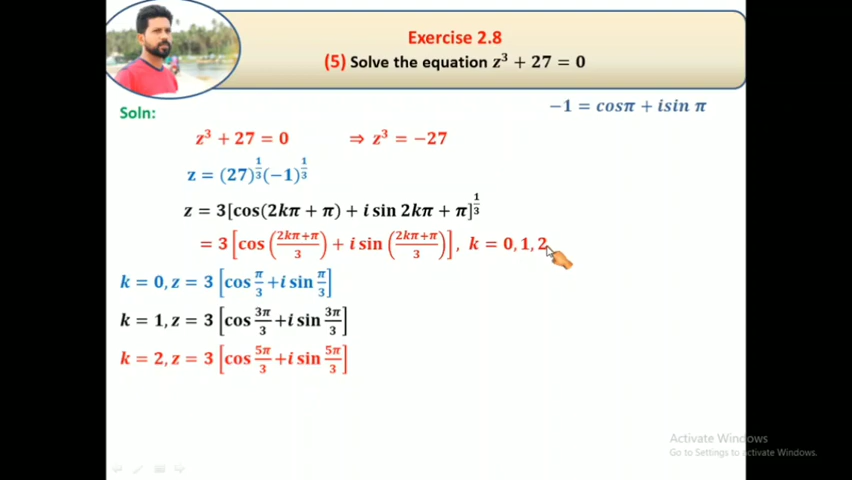 Exercise 2.8
(5) Solve the equation z³ + 27 = 0
Soln:
−1 = cosπ + isin π
z³ + 27 = 0 ⇒ z³ = −27
z = (27)^(1/3) (−1)^(1/3)
z = 3[cos(2kπ + π) + i sin 2kπ + π]^(1/3)
= 3 [cos ((2kπ+π)/3) + i sin ((2kπ+π)/3)], k = 0, 1, 2
k = 0, z = 3 [cos π/3 + i sin π/3]
k = 1, z = 3 [cos 3π/3 + i sin 3π/3]
k = 2, z = 3 [cos 5π/3 + i sin 5π/3]
Activate Windows
Go to Settings to Activate Windows.